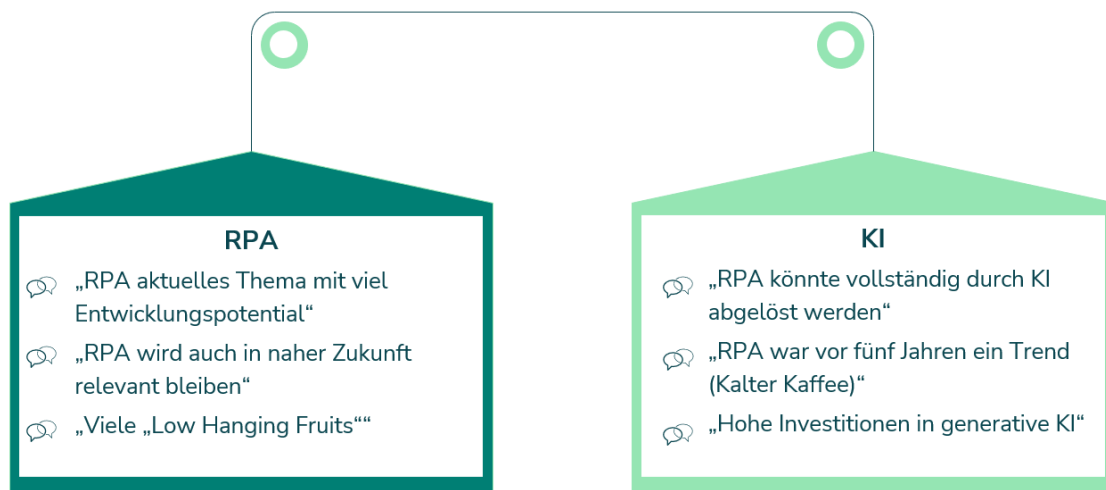 RPA
„RPA aktuelles Thema mit viel
Entwicklungspotential“
„RPA wird auch in naher Zukunft
relevant bleiben“
„Viele „Low Hanging Fruits““
KI
„RPA könnte vollständig durch KI
abgelöst werden“
„RPA war vor fünf Jahren ein Trend
(Kalter Kaffee)“
„Hohe Investitionen in generative KI“